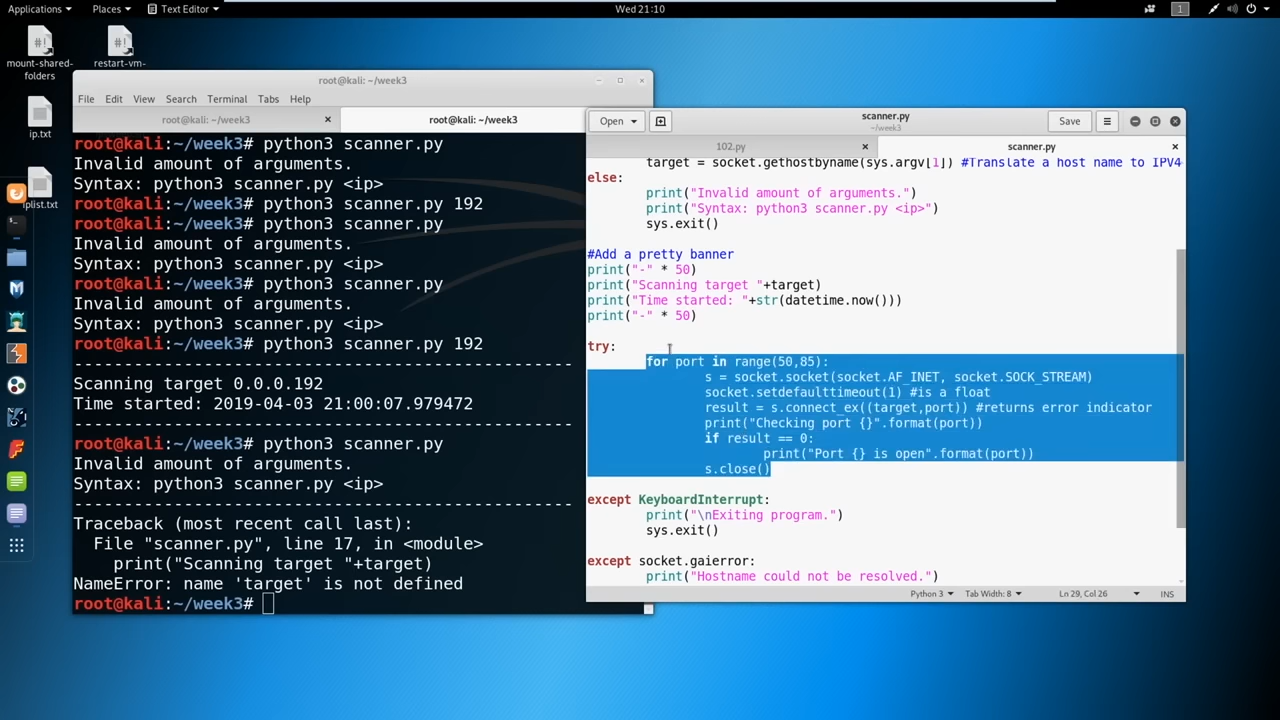 Applications
Places
Text Editor
Wed 21:10
1
mount-shared-
folders
restart-vm-
ip.txt
iplist.txt
root@kali: ~/week3
File Edit View Search Terminal Tabs Help
root@kali: ~/week3
root@kali: ~/week3
root@kali:~/week3# python3 scanner.py
Invalid amount of arguments.
Syntax: python3 scanner.py <ip>
root@kali:~/week3# python3 scanner.py 192
root@kali:~/week3# python3 scanner.py
Invalid amount of arguments.
Syntax: python3 scanner.py <ip>
root@kali:~/week3# python3 scanner.py
Invalid amount of arguments.
Syntax: python3 scanner.py <ip>
root@kali:~/week3# python3 scanner.py 192
--------------------------------------------------
Scanning target 0.0.0.192
Time started: 2019-04-03 21:00:07.979472
--------------------------------------------------
root@kali:~/week3# python3 scanner.py
Invalid amount of arguments.
Syntax: python3 scanner.py <ip>
--------------------------------------------------
Traceback (most recent call last):
  File "scanner.py", line 17, in <module>
    print("Scanning target "+target)
NameError: name 'target' is not defined
root@kali:~/week3#
Open
scanner.py
~/week3
Save
102.py
scanner.py
target = socket.gethostbyname(sys.argv[1]) #Translate a host name to IPV4
else:
print("Invalid amount of arguments.")
print("Syntax: python3 scanner.py <ip>")
sys.exit()
#Add a pretty banner
print("-" * 50)
print("Scanning target "+target)
print("Time started: "+str(datetime.now()))
print("-" * 50)
try:
for port in range(50,85):
s = socket.socket(socket.AF_INET, socket.SOCK_STREAM)
socket.setdefaulttimeout(1) #is a float
result = s.connect_ex((target,port)) #returns error indicator
print("Checking port {}".format(port))
if result == 0:
print("Port {} is open".format(port))
s.close()
except KeyboardInterrupt:
print("\nExiting program.")
sys.exit()
except socket.gaierror:
print("Hostname could not be resolved.")
Python 3
Tab Width: 8
Ln 29, Col 26
INS